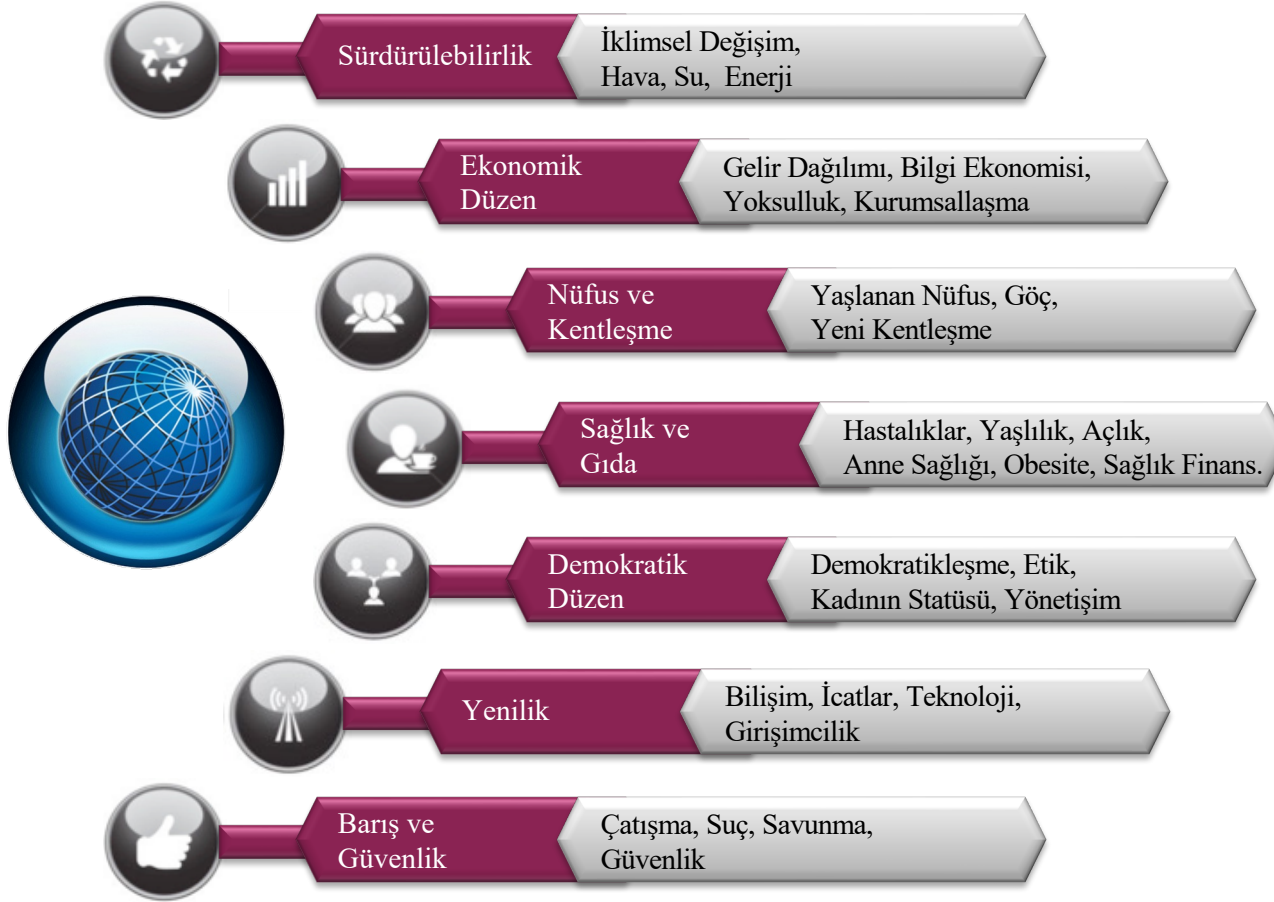 Sürdürülebilirlik
İklimsel Değişim,
Hava, Su, Enerji
Ekonomik
Düzen
Gelir Dağılımı, Bilgi Ekonomisi,
Yoksulluk, Kurumsallaşma
Nüfus ve
Kentleşme
Yaşlanan Nüfus, Göç,
Yeni Kentleşme
Sağlık ve
Gıda
Hastalıklar, Yaşlılık, Açlık,
Anne Sağlığı, Obesite, Sağlık Finans.
Demokratik
Düzen
Demokratikleşme, Etik,
Kadının Statüsü, Yönetişim
Yenilik
Bilişim, İcatlar, Teknoloji,
Girişimcilik
Barış ve
Güvenlik
Çatışma, Suç, Savunma,
Güvenlik